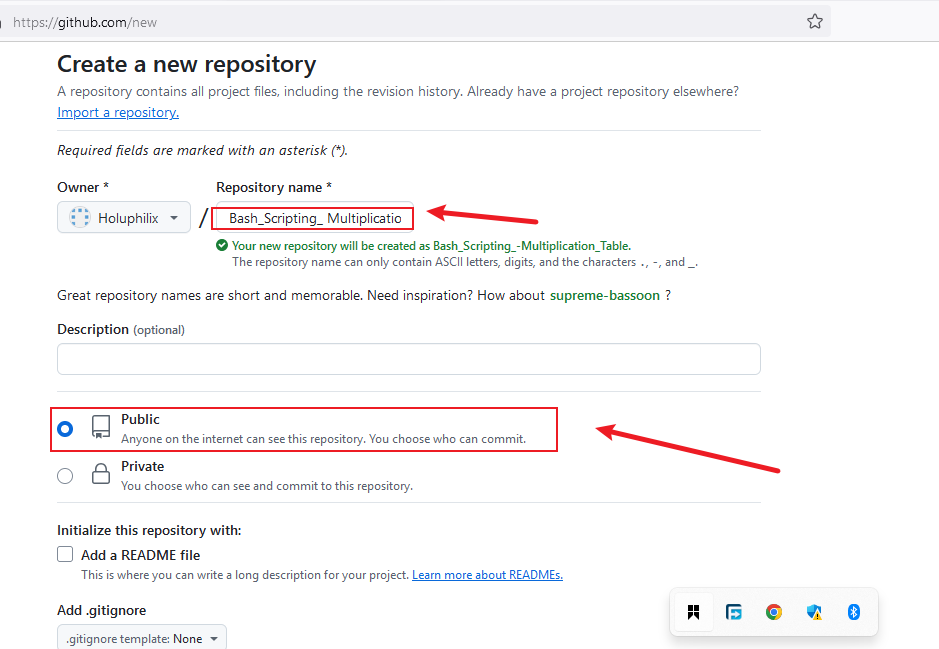 https://github.com/new
Create a new repository
A repository contains all project files, including the revision history. Already have a project repository elsewhere?
Import a repository.
Required fields are marked with an asterisk (*).
Owner *
Repository name *
Holuphilix
/
Bash_Scripting_ Multiplicatio
Your new repository will be created as Bash_Scripting_-Multiplication_Table.
The repository name can only contain ASCII letters, digits, and the characters ., -, and _.
Great repository names are short and memorable. Need inspiration? How about supreme-bassoon ?
Description (optional)
Public
Anyone on the internet can see this repository. You choose who can commit.
Private
You choose who can see and commit to this repository.
Initialize this repository with:
Add a README file
This is where you can write a long description for your project. Learn more about READMEs.
Add .gitignore
.gitignore template: None